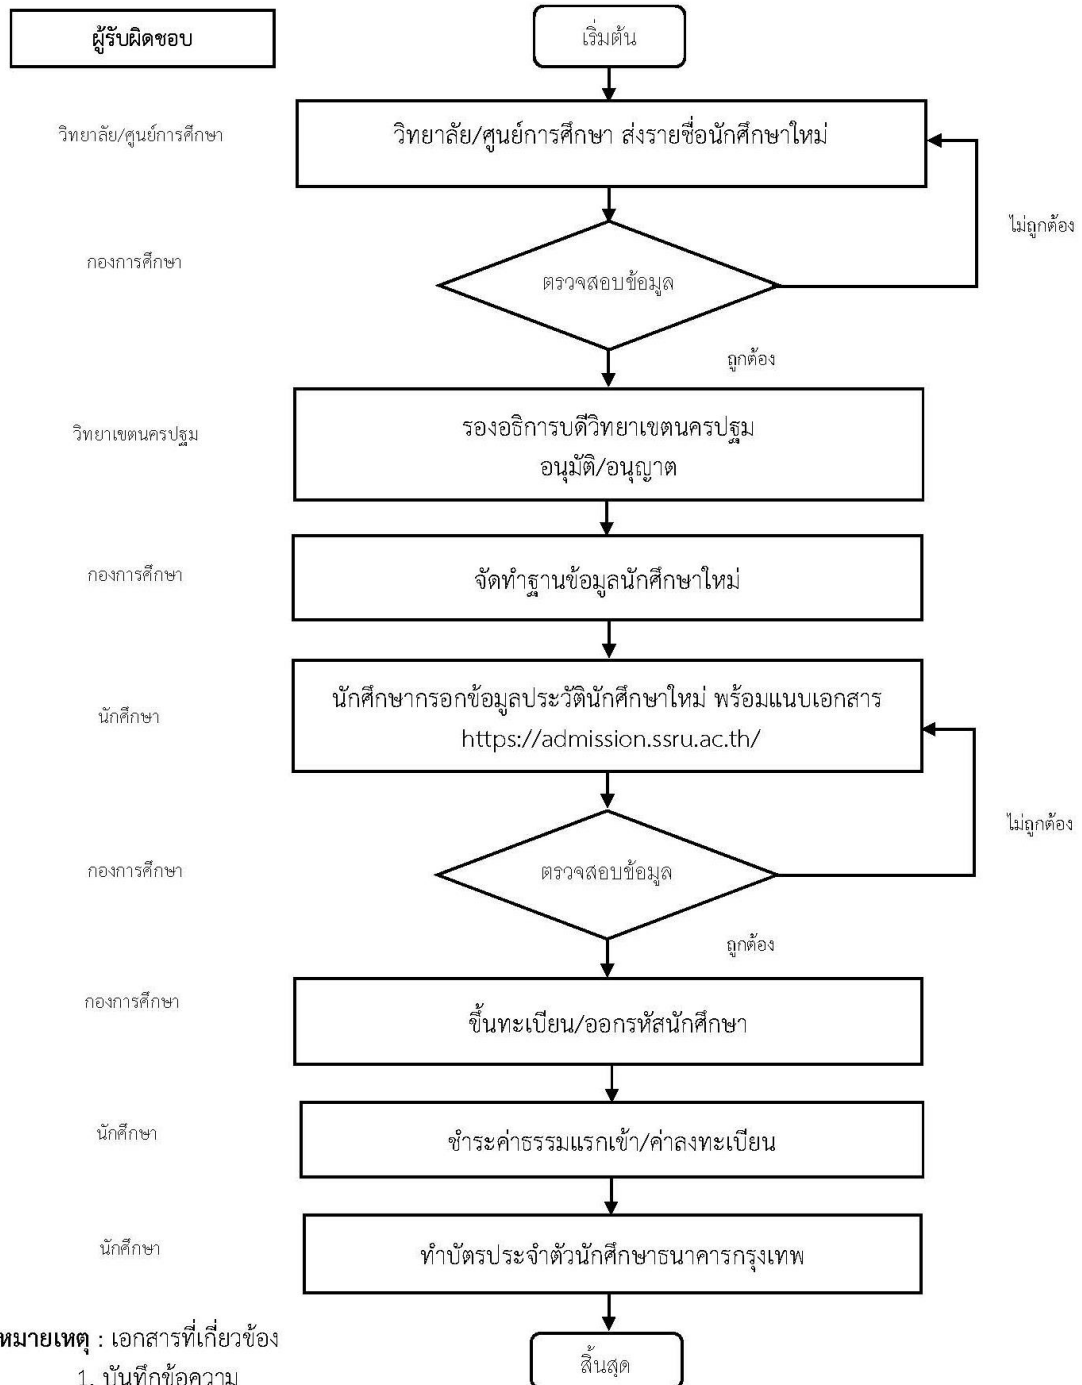 ผู้รับผิดชอบ
เริ่มต้น
วิทยาลัย/ศูนย์การศึกษา
วิทยาลัย/ศูนย์การศึกษา ส่งรายชื่อนักศึกษาใหม่
ไม่ถูกต้อง
กองการศึกษา
ตรวจสอบข้อมูล
ถูกต้อง
วิทยาเขตนครปฐม
รองอธิการบดีวิทยาเขตนครปฐม
อนุมัติ/อนุญาต
กองการศึกษา
จัดทำฐานข้อมูลนักศึกษาใหม่
นักศึกษา
นักศึกษากรอกข้อมูลประวัตินักศึกษาใหม่ พร้อมแนบเอกสาร
https://admission.ssru.ac.th/
ไม่ถูกต้อง
กองการศึกษา
ตรวจสอบข้อมูล
ถูกต้อง
กองการศึกษา
ขึ้นทะเบียน/ออกรหัสนักศึกษา
นักศึกษา
ชำระค่าธรรมแรกเข้า/ค่าลงทะเบียน
นักศึกษา
ทำบัตรประจำตัวนักศึกษาธนาคารกรุงเทพ
หมายเหตุ : เอกสารที่เกี่ยวข้อง
1. บันทึกข้อความ
สิ้นสุด